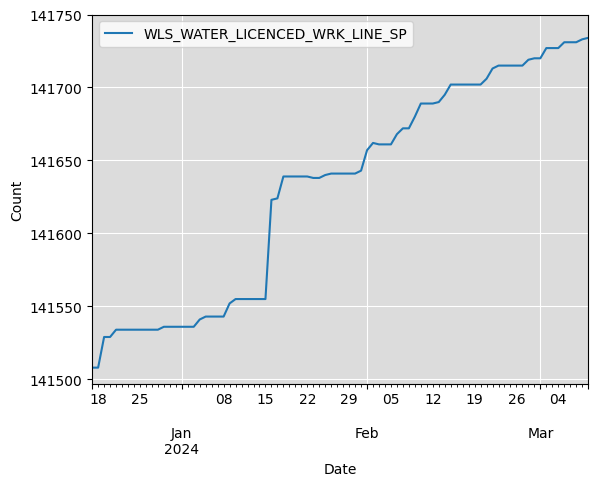 WLS_WATER_LICENCED_WRK_LINE_SP
141750
141700
141650
141600
141550
141500
Count
18 25 08 15 22 29 05 12 19 26 04
Jan Feb Mar
2024
Date